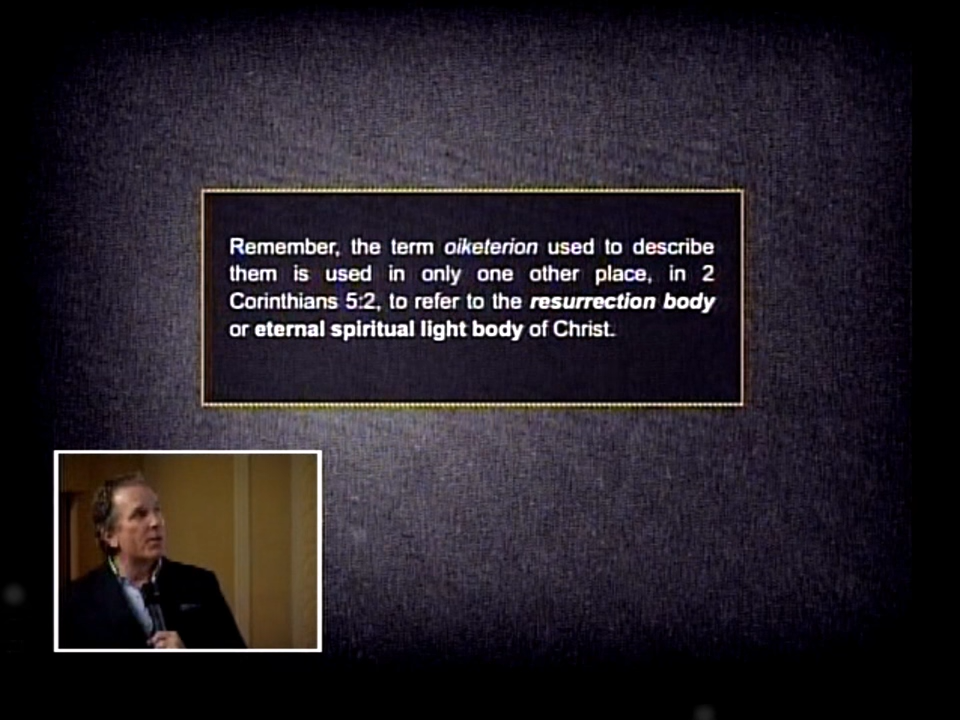 Remember, the term oiketerion used to describe
them is used in only one other place, in 2
Corinthians 5:2, to refer to the resurrection body
or eternal spiritual light body of Christ.